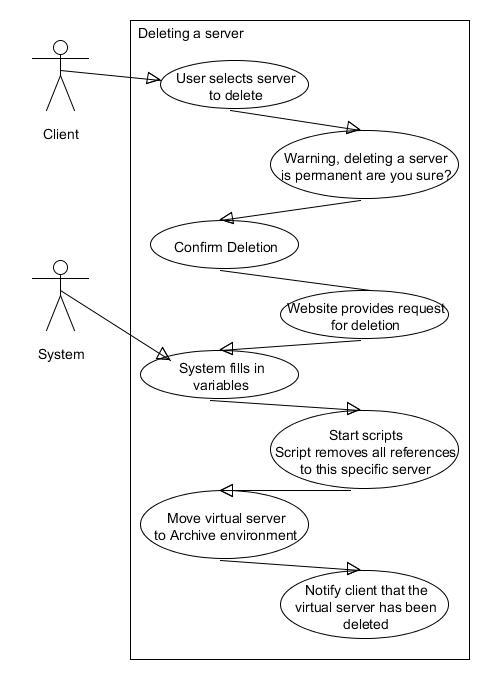 Deleting a server
User selects server
to delete
Client
Warning, deleting a server
is permanent are you sure?
Confirm Deletion
Website provides request
for deletion
System
System fills in
variables
Start scripts
Script removes all references
to this specific server
Move virtual server
to Archive environment
Notify client that the
virtual server has been
deleted